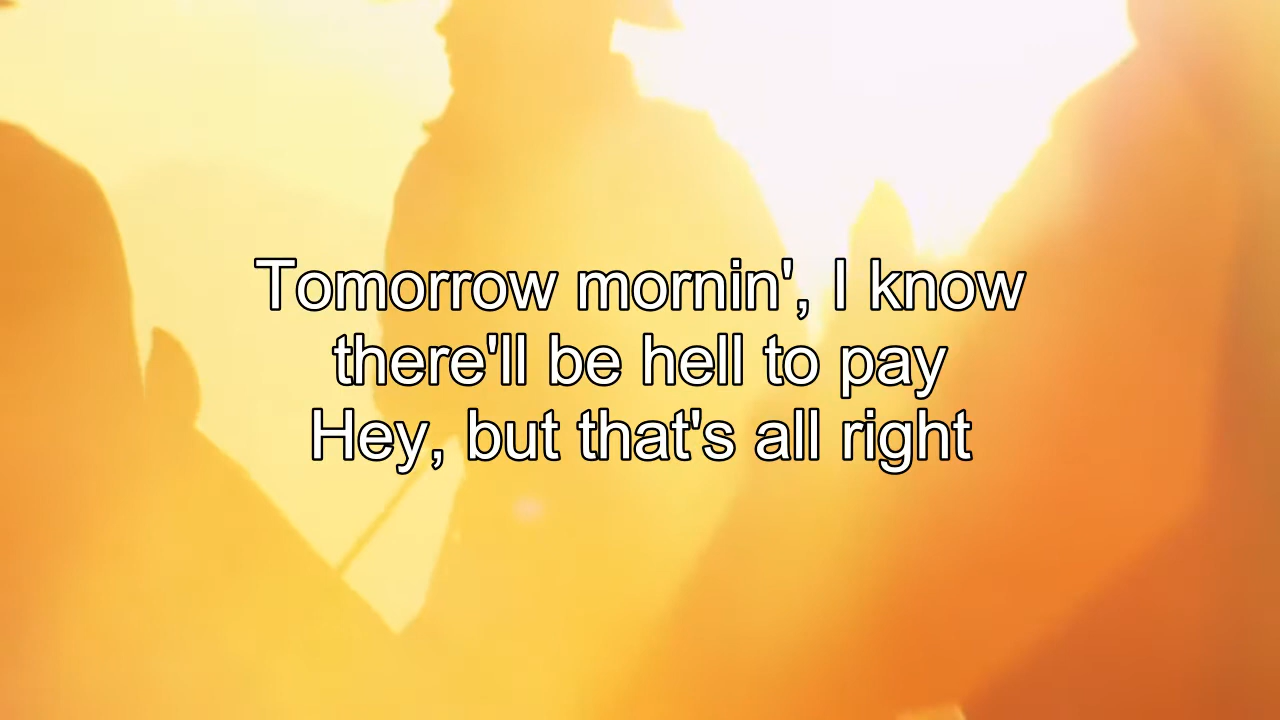 Tomorrow mornin', I know
there'll be hell to pay
Hey, but that's all right